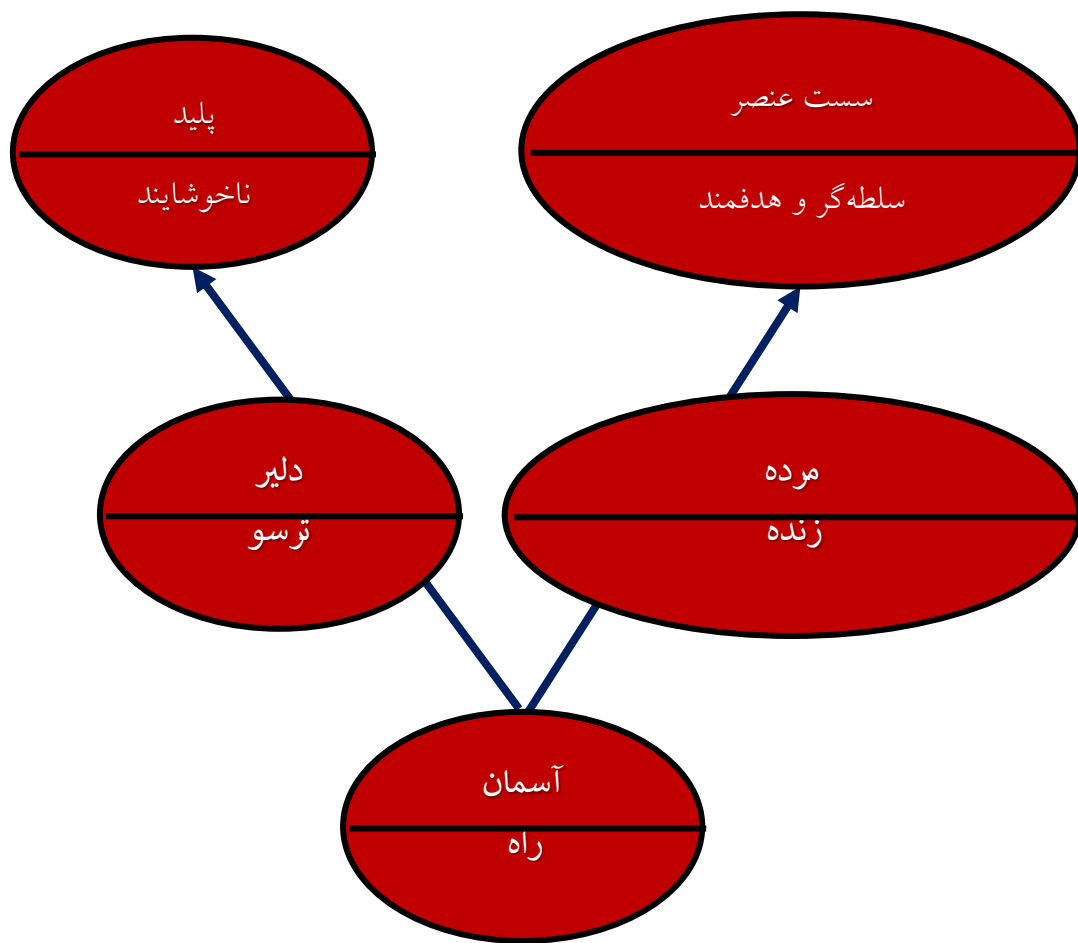 سست عنصر
سلطه‌گر و هدفمند
پلید
ناخوشایند
مرده
زنده
دلیر
ترسو
آسمان
راه